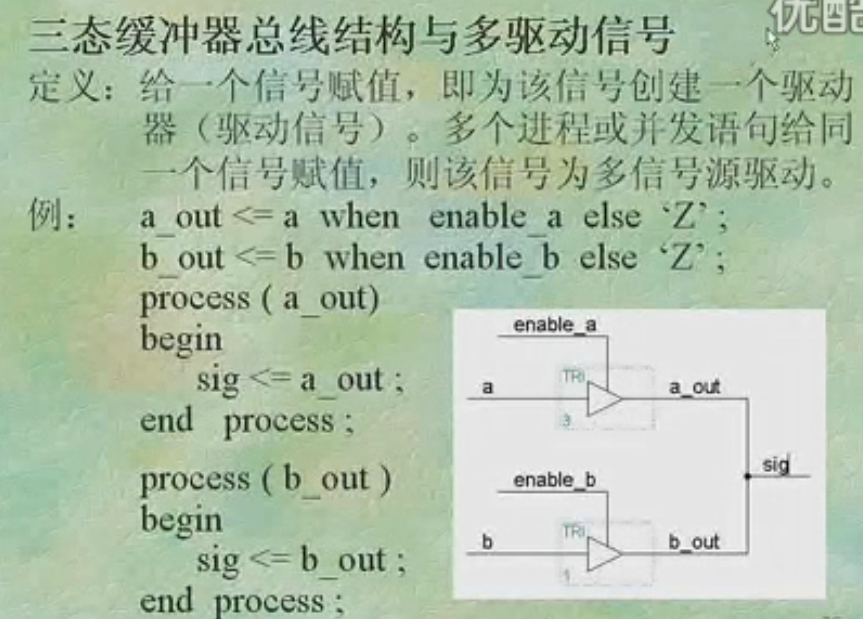 优酷
三态缓冲器总线结构与多驱动信号
定义：给一个信号赋值，即为该信号创建一个驱动
器（驱动信号）。多个进程或并发语句给同
一个信号赋值，则该信号为多信号源驱动。
例： a_out <= a when enable_a else ‘Z’ ;
b_out <= b when enable_b else ‘Z’ ;
process ( a_out)
begin
sig <= a_out ;
end process ;
process ( b_out )
begin
sig <= b_out ;
end process ;
enable_a
TRI
a
a_out
3
sig
enable_b
TRI
b
b_out
1